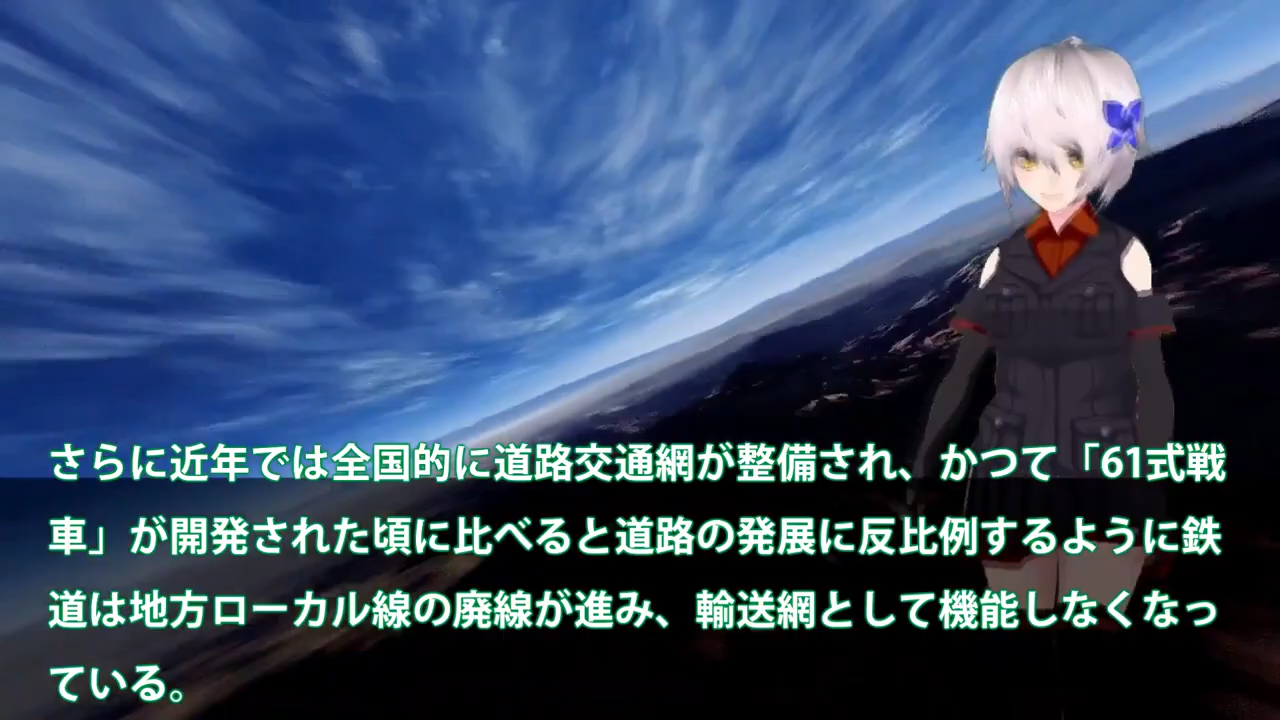 さらに近年では全国的に道路交通網が整備され、かつて「61式戦
車」が開発された頃に比べると道路の発展に反比例するように鉄
道は地方ローカル線の廃線が進み、輸送網として機能しなくなっ
ている。